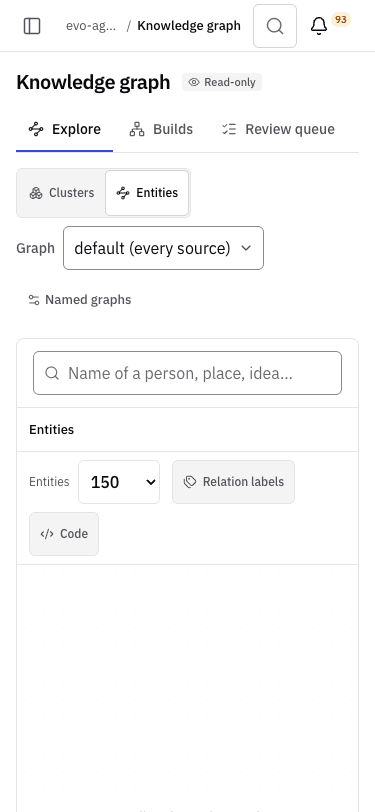 evo-ag... / Knowledge graph
93
Knowledge graph
Read-only
Explore
Builds
Review queue
Clusters
Entities
Graph
default (every source)
Named graphs
Name of a person, place, idea...
Entities
Entities
150
Relation labels
</> Code